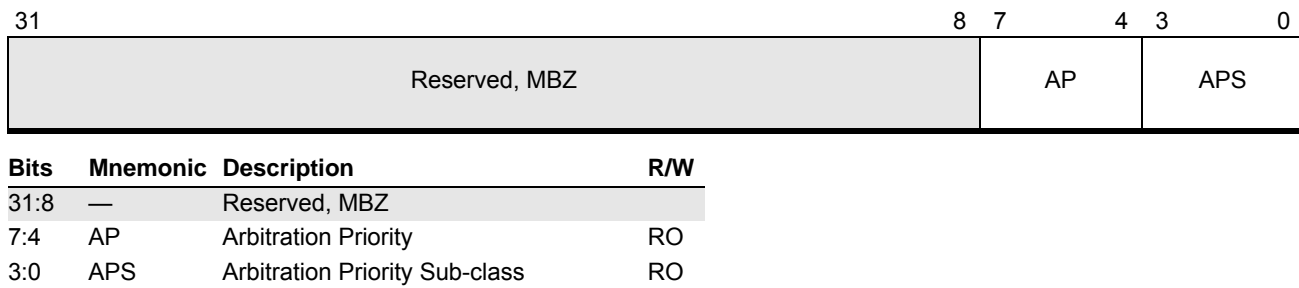 31 8 7 4 3 0
Reserved, MBZ AP APS
Bits Mnemonic Description R/W
31:8 — Reserved, MBZ
7:4 AP Arbitration Priority RO
3:0 APS Arbitration Priority Sub-class RO